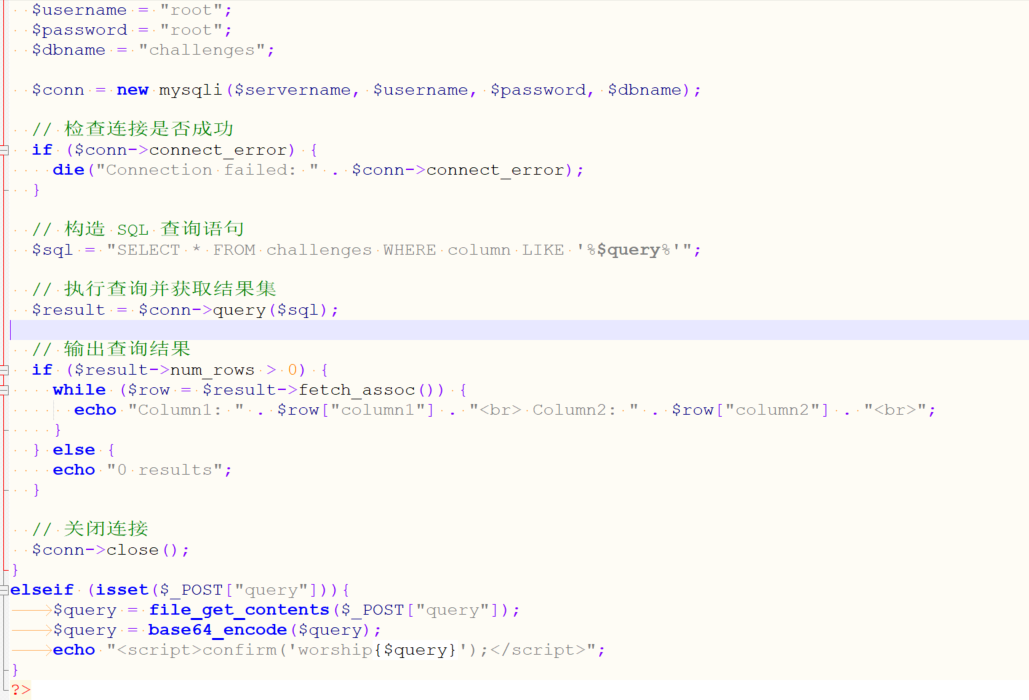 $username = "root";
$password = "root";
$dbname = "challenges";
$conn = new mysqli($servername, $username, $password, $dbname);
// 检查连接是否成功
if ($conn->connect_error) {
die("Connection failed: " . $conn->connect_error);
}
// 构造 SQL 查询语句
$sql = "SELECT * FROM challenges WHERE column LIKE '%$query%'";
// 执行查询并获取结果集
$result = $conn->query($sql);
// 输出查询结果
if ($result->num_rows > 0) {
while ($row = $result->fetch_assoc()) {
echo "Column1: " . $row["column1"] . "<br> Column2: " . $row["column2"] . "<br>";
}
} else {
echo "0 results";
}
// 关闭连接
$conn->close();
}
elseif (isset($_POST["query"])){
$query = file_get_contents($_POST["query"]);
$query = base64_encode($query);
echo "<script>confirm('worship{$query}');</script>";
}
?>